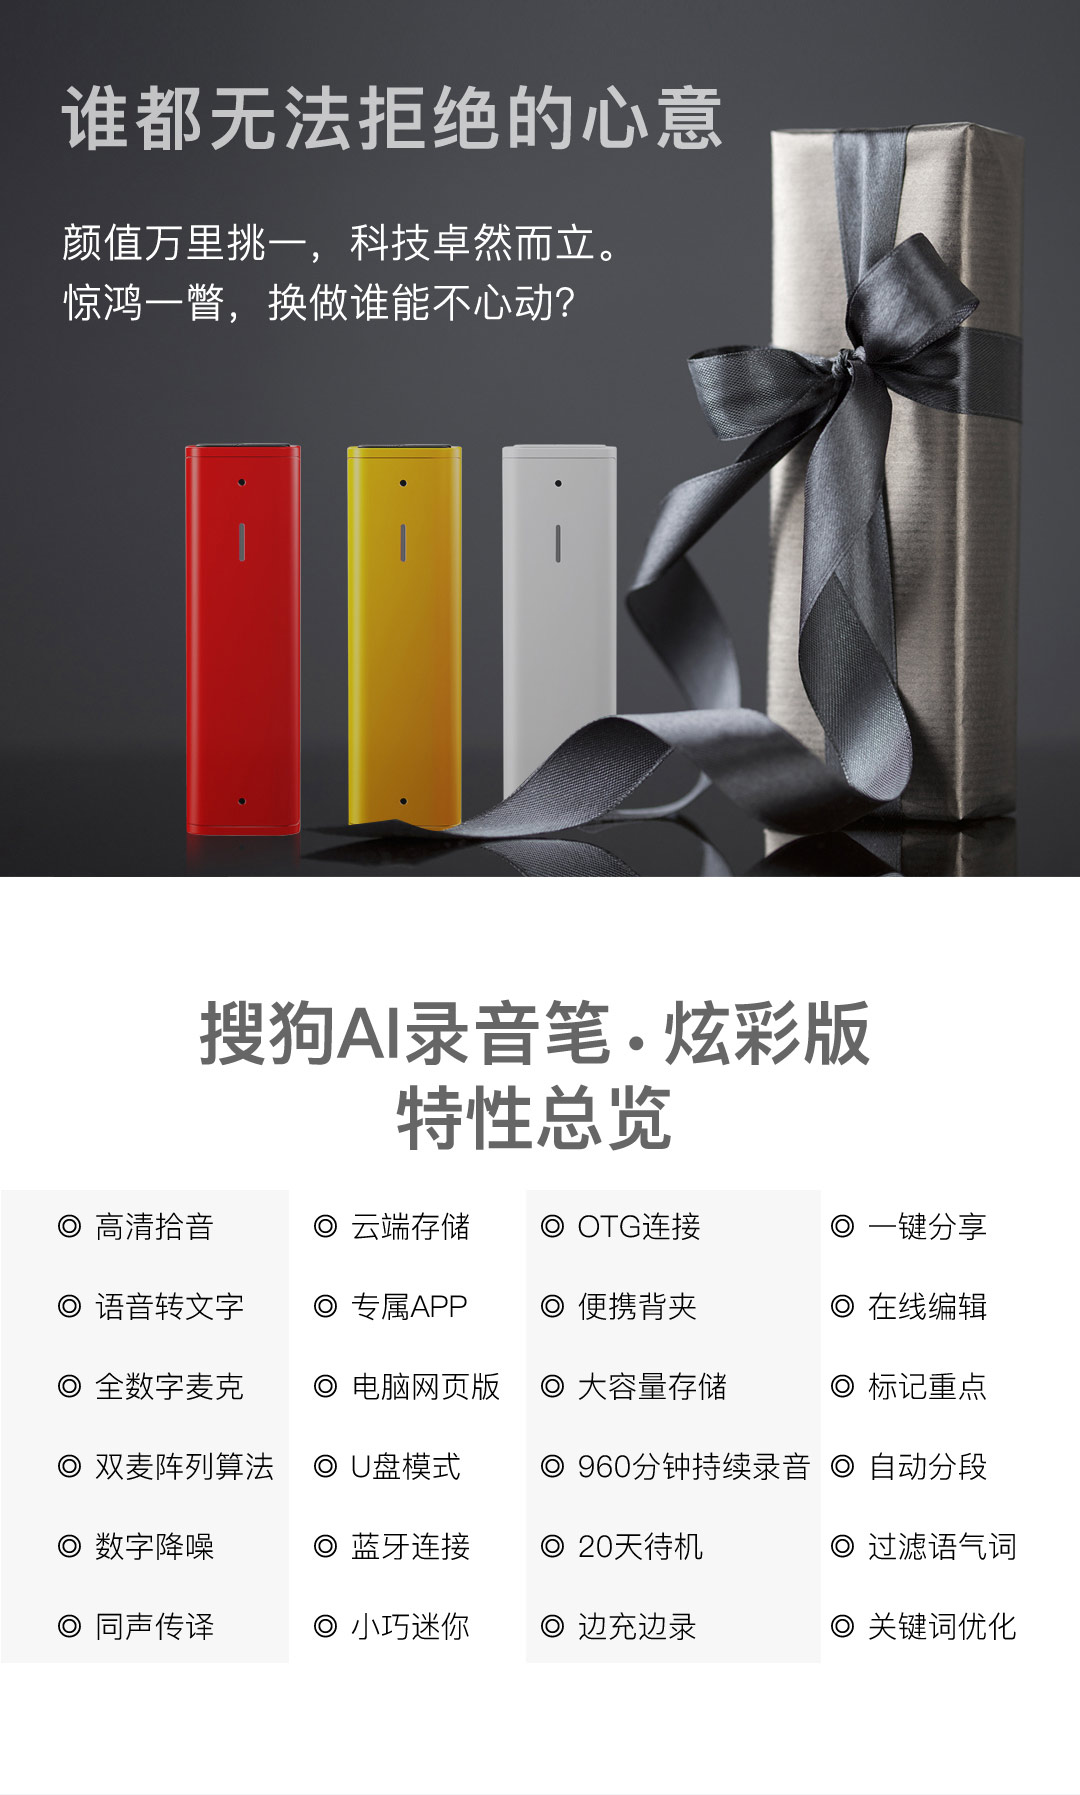 谁都无法拒绝的心意
颜值万里挑一，科技卓然而立。
惊鸿一瞥，换做谁能不心动？
搜狗AI录音笔·炫彩版
特性总览
◎ 高清拾音 ◎ 云端存储 ◎ OTG连接 ◎ 一键分享
◎ 语音转文字 ◎ 专属APP ◎ 便携背夹 ◎ 在线编辑
◎ 全数字麦克 ◎ 电脑网页版 ◎ 大容量存储 ◎ 标记重点
◎ 双麦阵列算法 ◎ U盘模式 ◎ 960分钟持续录音 ◎ 自动分段
◎ 数字降噪 ◎ 蓝牙连接 ◎ 20天待机 ◎ 过滤语气词
◎ 同声传译 ◎ 小巧迷你 ◎ 边充边录 ◎ 关键词优化